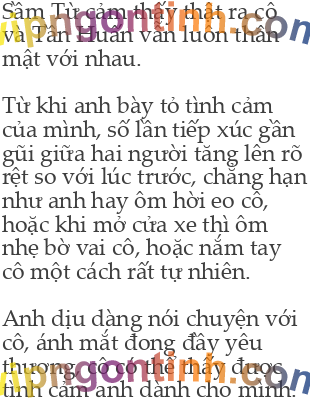 Sầm Từ cảm thấy thật ra cô
và Tần Huân vẫn luôn thân
mật với nhau.
Từ khi anh bày tỏ tình cảm
của mình, số lần tiếp xúc gần
gũi giữa hai người tăng lên rõ
rệt so với lúc trước, chẳng hạn
như anh hay ôm hời eo cô,
hoặc khi mở cửa xe thì ôm
nhẹ bờ vai cô, hoặc nắm tay
cô một cách rất tự nhiên.
Anh dịu dàng nói chuyện với
cô, ánh mắt đong đầy yêu
thương, cô có thể thấy được
tình cảm anh dành cho mình.
vipngontinh.com
vipngontinh.com